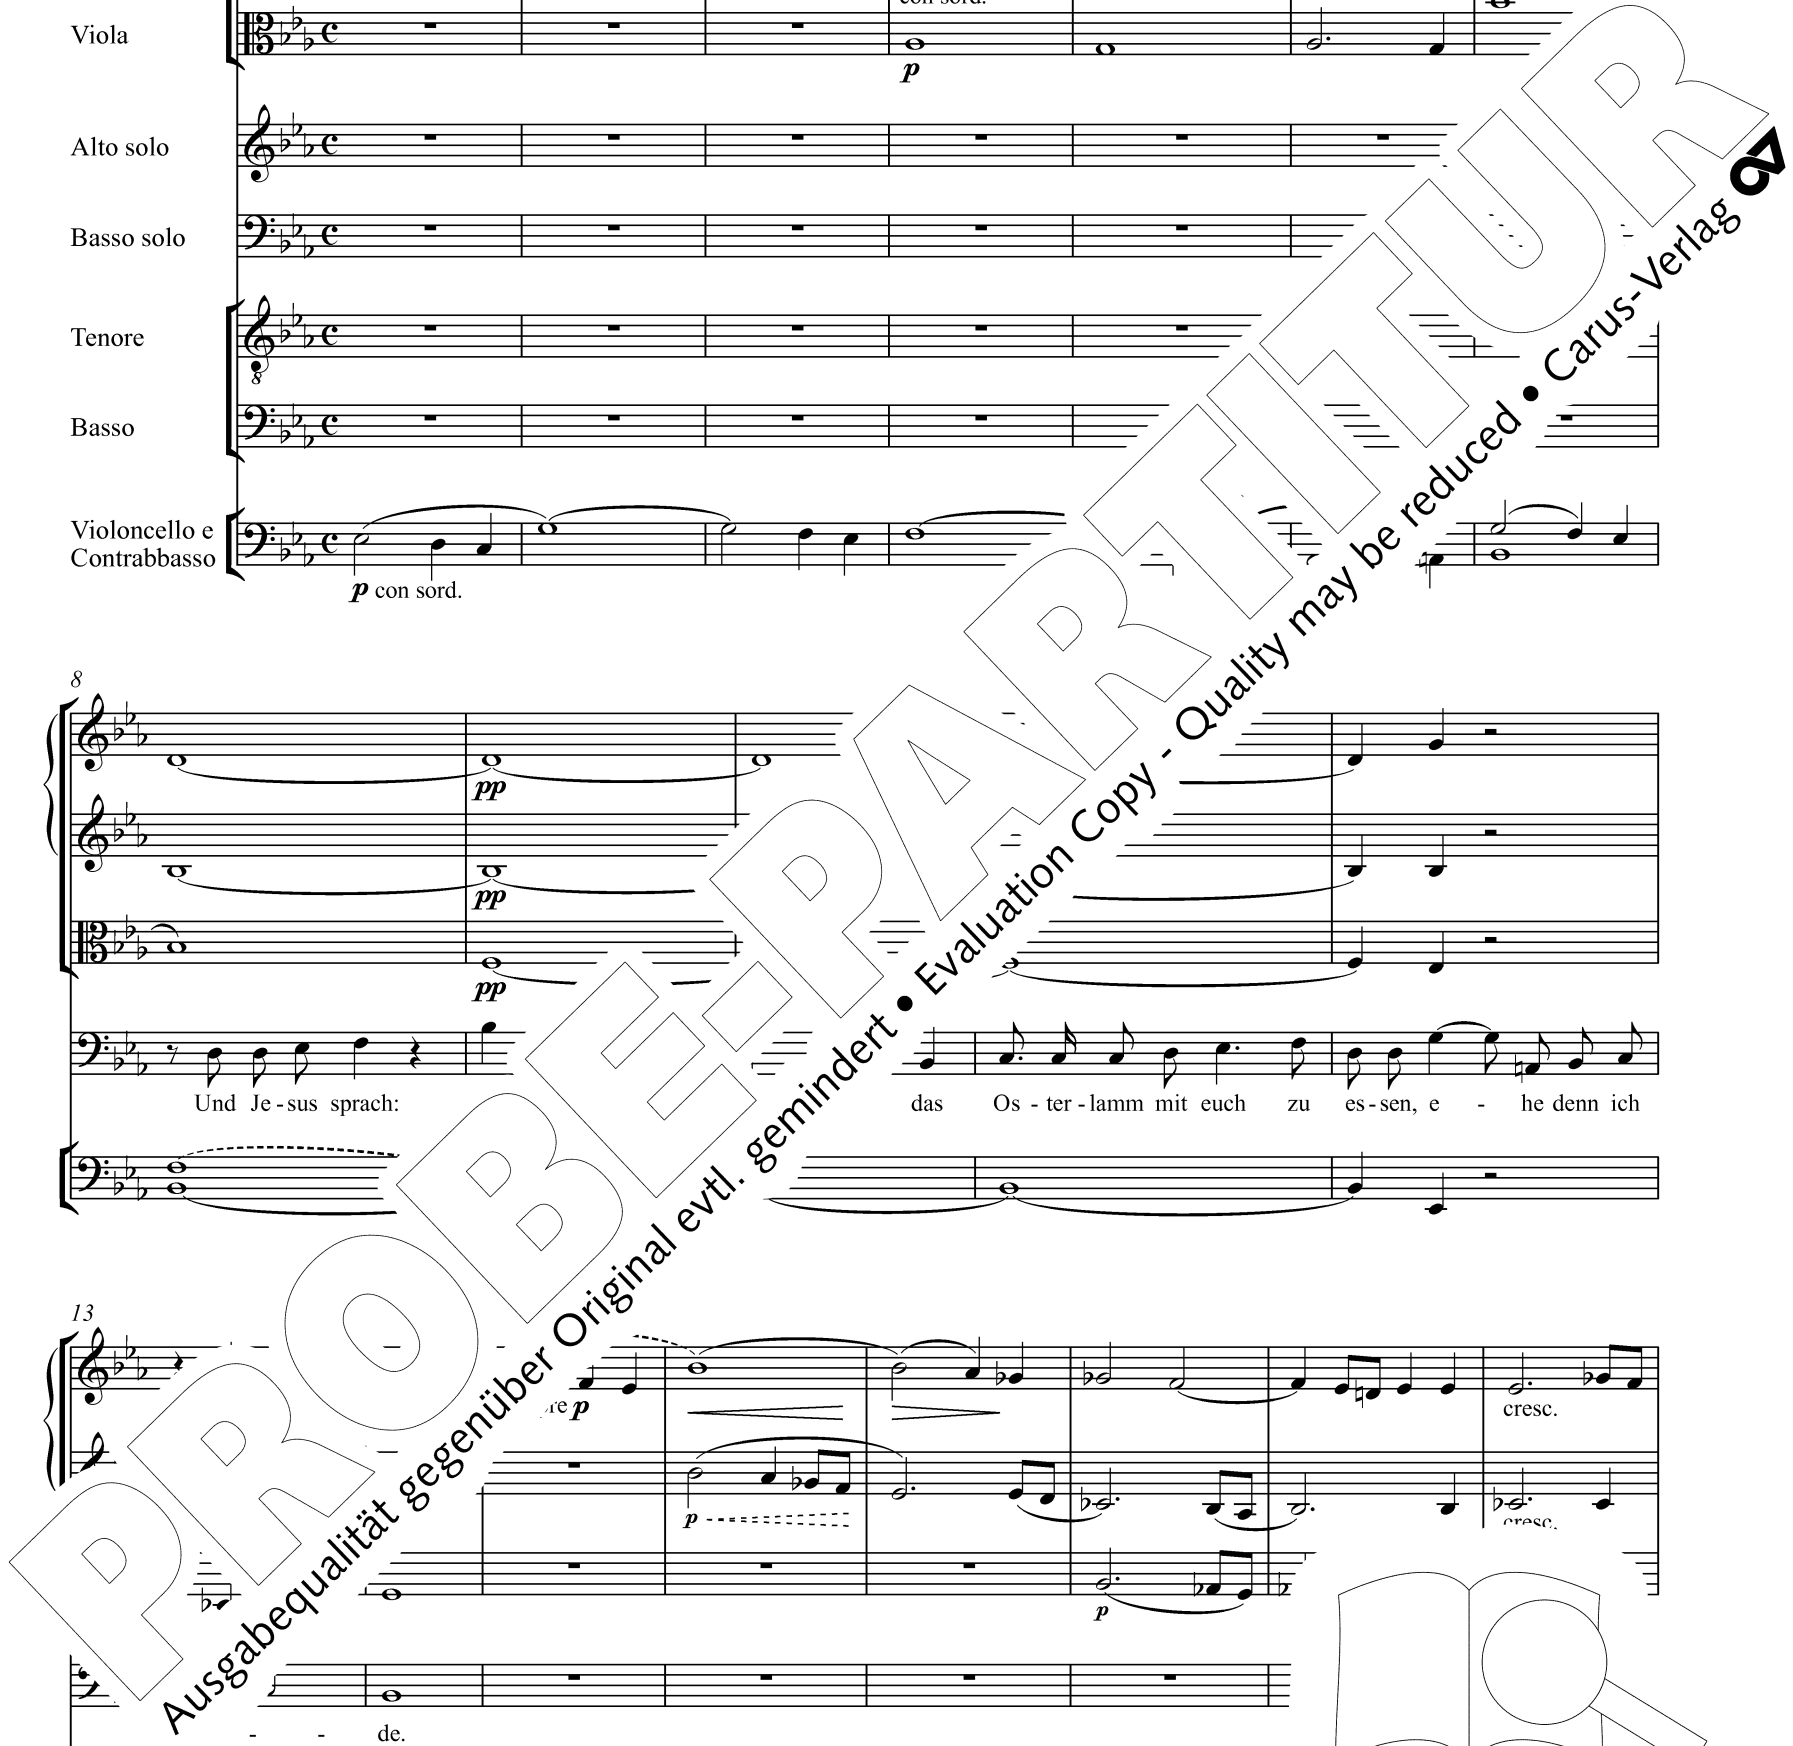 con sord.
Viola
p
Alto solo
Basso solo
Tenore
8
Basso
Violoncello e
Contrabbasso
p con sord.
8
pp
pp
pp
Und Je - sus sprach: das Os - ter - lamm mit euch zu es - sen, e - he denn ich
13
p
cresc.
p
cresc.
p
- - de.
PROBE-PARTITUR
Ausgabequalität gegenüber Original evtl. gemindert • Evaluation Copy - Quality may be reduced • Carus-Verlag